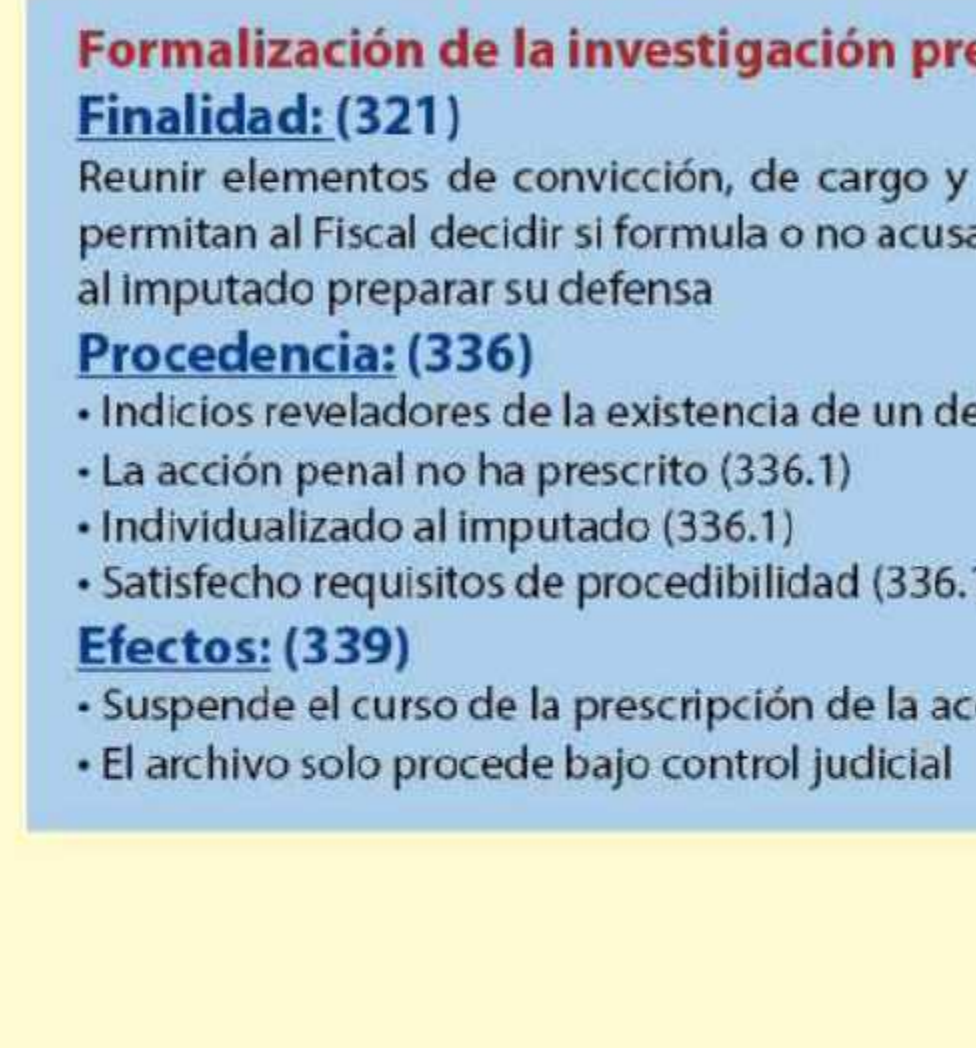 Formalización de la investigación pre
Finalidad: (321)
Reunir elementos de convicción, de cargo y
permitan al Fiscal decidir si formula o no acusa
al imputado preparar su defensa
Procedencia: (336)
• Indicios reveladores de la existencia de un de
• La acción penal no ha prescrito (336.1)
• Individualizado al imputado (336.1)
• Satisfecho requisitos de procedibilidad (336.1
Efectos: (339)
• Suspende el curso de la prescripción de la ac
• El archivo solo procede bajo control judicial